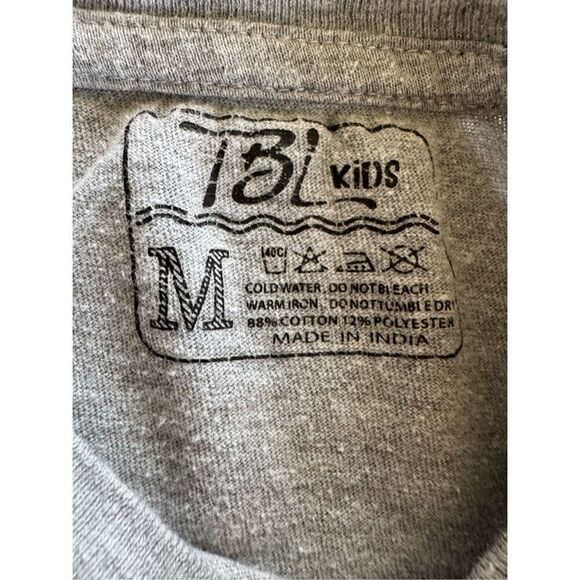 TBL KiDS
M
40C
COLD WATER, DO NOT BLEACH
WARM IRON, DO NOT TUMBLE DRY
88% COTTON 12% POLYESTER
MADE IN INDIA